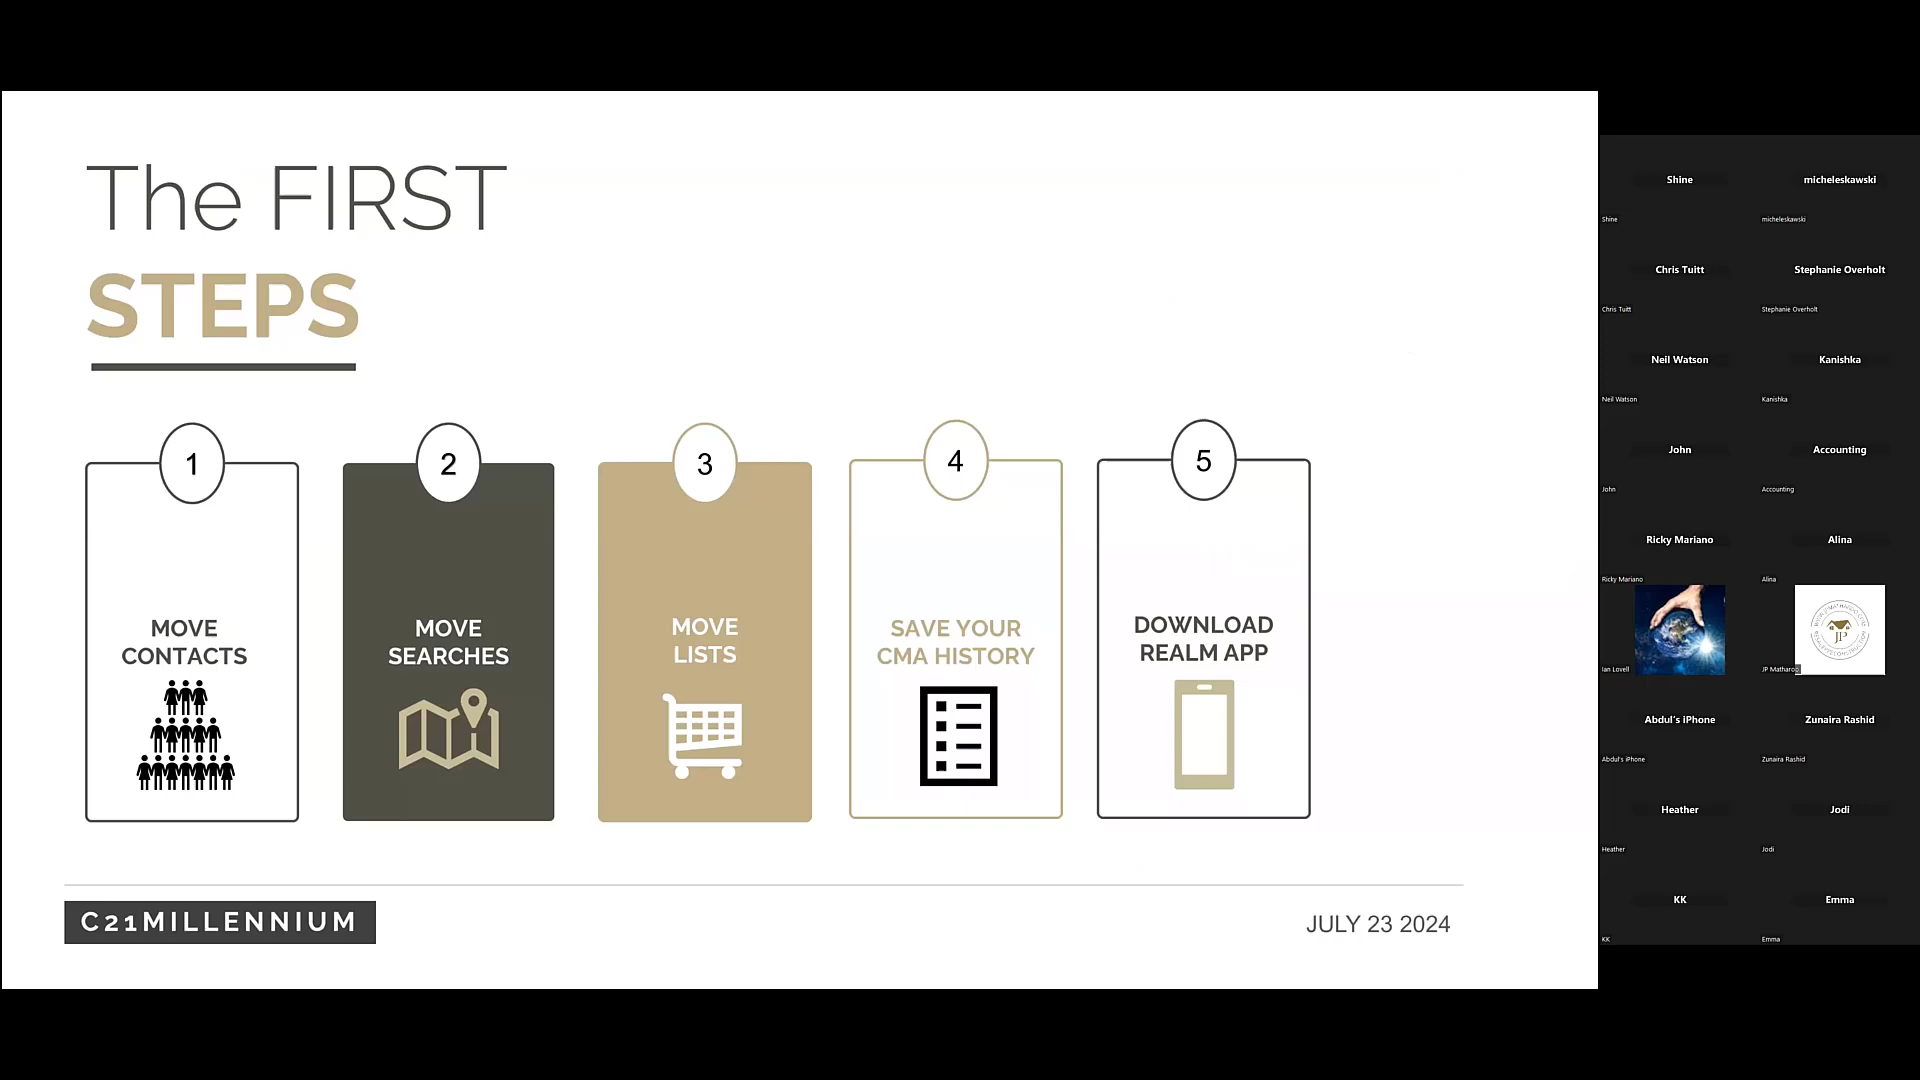 The FIRST
STEPS
1
2
3
4
5
MOVE
CONTACTS
MOVE
SEARCHES
MOVE
LISTS
SAVE YOUR
CMA HISTORY
DOWNLOAD
REALM APP
C21MILLENNIUM
JULY 23 2024
Shine
Shine
micheleskawski
micheleskawski
Chris Tuitt
Chris Tuitt
Stephanie Overholt
Stephanie Overholt
Neil Watson
Neil Watson
Kanishka
Kanishka
John
John
Accounting
Accounting
Ricky Mariano
Ricky Mariano
Alina
Alina
Ian Lovell
JP Matharoo
JP
Abdul's iPhone
Abdul's iPhone
Zunaira Rashid
Zunaira Rashid
Heather
Heather
Jodi
Jodi
KK
KK
Emma
Emma